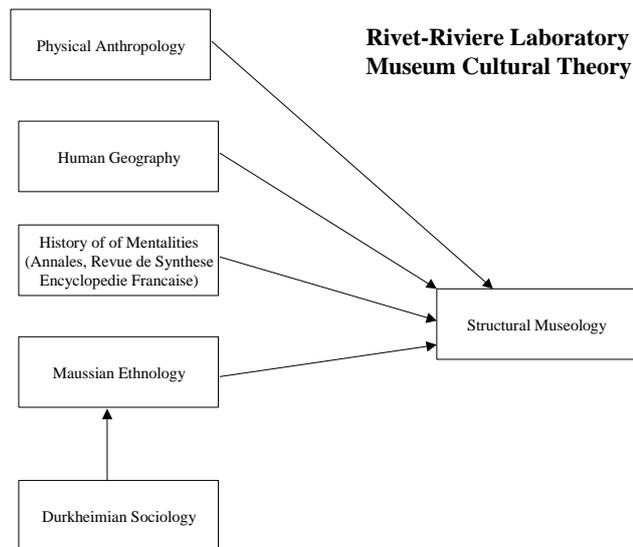 Rivet-Riviere Laboratory
Museum Cultural Theory
Physical Anthropology
Human Geography
History of of Mentalities
(Annales, Revue de Synthese
Encyclopedie Francaise)
Structural Museology
Maussian Ethnology
Durkheimian Sociology